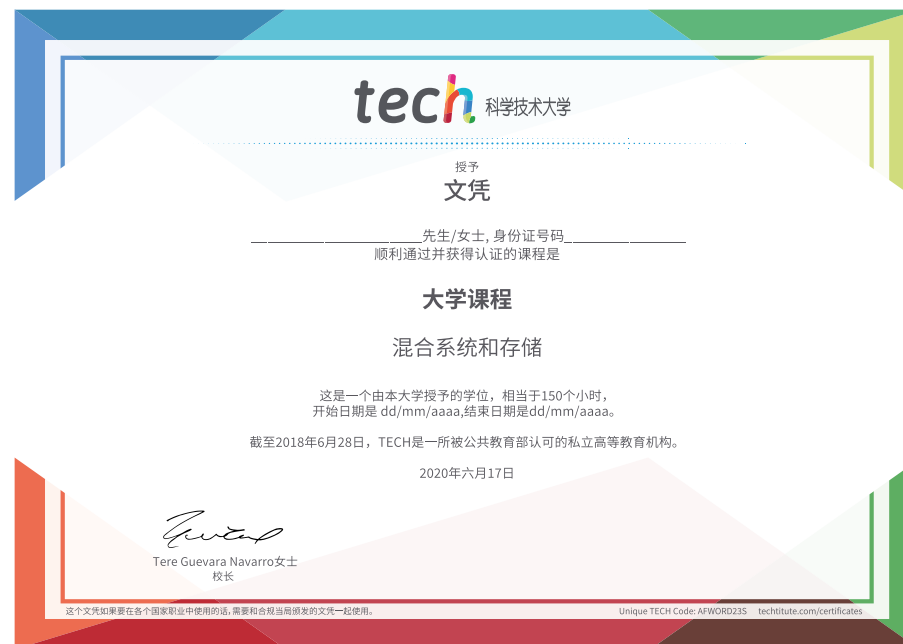 tech 科学技术大学
授予
文凭
__________________________先生/女士, 身份证号码__________________
顺利通过并获得认证的课程是
大学课程
混合系统和存储
这是一个由本大学授予的学位，相当于150个小时，
开始日期是 dd/mm/aaaa,结束日期是dd/mm/aaaa。
截至2018年6月28日，TECH是一所被公共教育部认可的私立高等教育机构。
2020年六月17日
Tere Guevara Navarro女士
校长
这个文凭如果要在各个国家职业中使用的话,需要和合规当局颁发的文凭一起使用。
Unique TECH Code: AFWORD23S techtitute.com/certificates